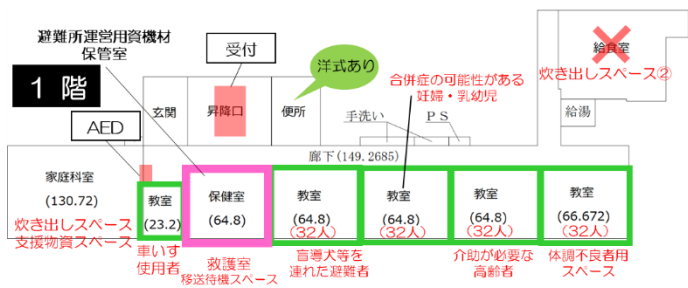 避難所運営用資機材
保管室
受付
洋式あり
給食室
炊き出しスペース②
合併症の可能性がある
妊婦・乳幼児
1 階
玄関
昇降口
便所
手洗い
PS
給湯
AED
廊下(149.2685)
家庭科室
(130.72)
炊き出しスペース
支援物資スペース
教室
(23.2)
車いす
使用者
保健室
(64.8)
救護室
移送待機スペース
教室
(64.8)
(32人)
盲導犬等を
連れた避難者
教室
(64.8)
(32人)
教室
(64.8)
(32人)
介助が必要な
高齢者
教室
(66.672)
(32人)
体調不良者用
スペース